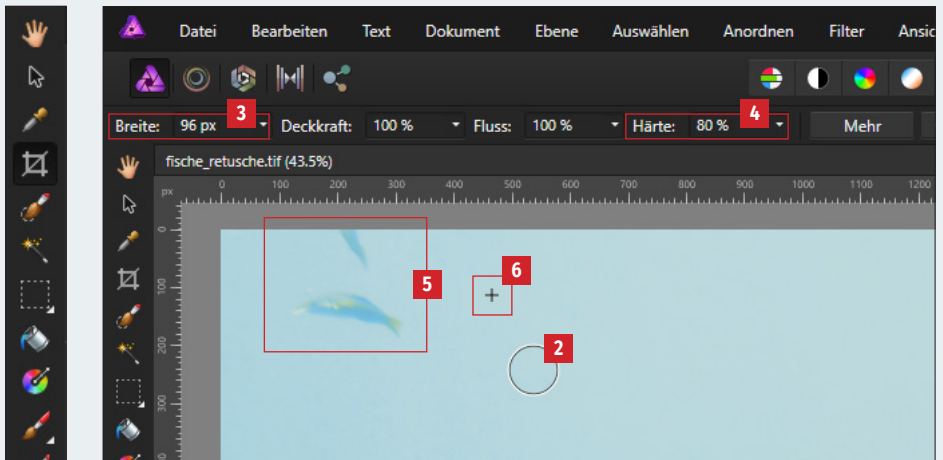 Datei Bearbeiten Text Dokument Ebene Auswählen Anordnen Filter Ansic
3 4
Breite: 96 px Deckkraft: 100 % Fluss: 100 % Härte: 80 % Mehr
fische_retusche.tif (43.5%)
px 0 100 200 300 400 500 600 700 800 900 1000 1100 1200
0
6
5
100
2
200
300
0